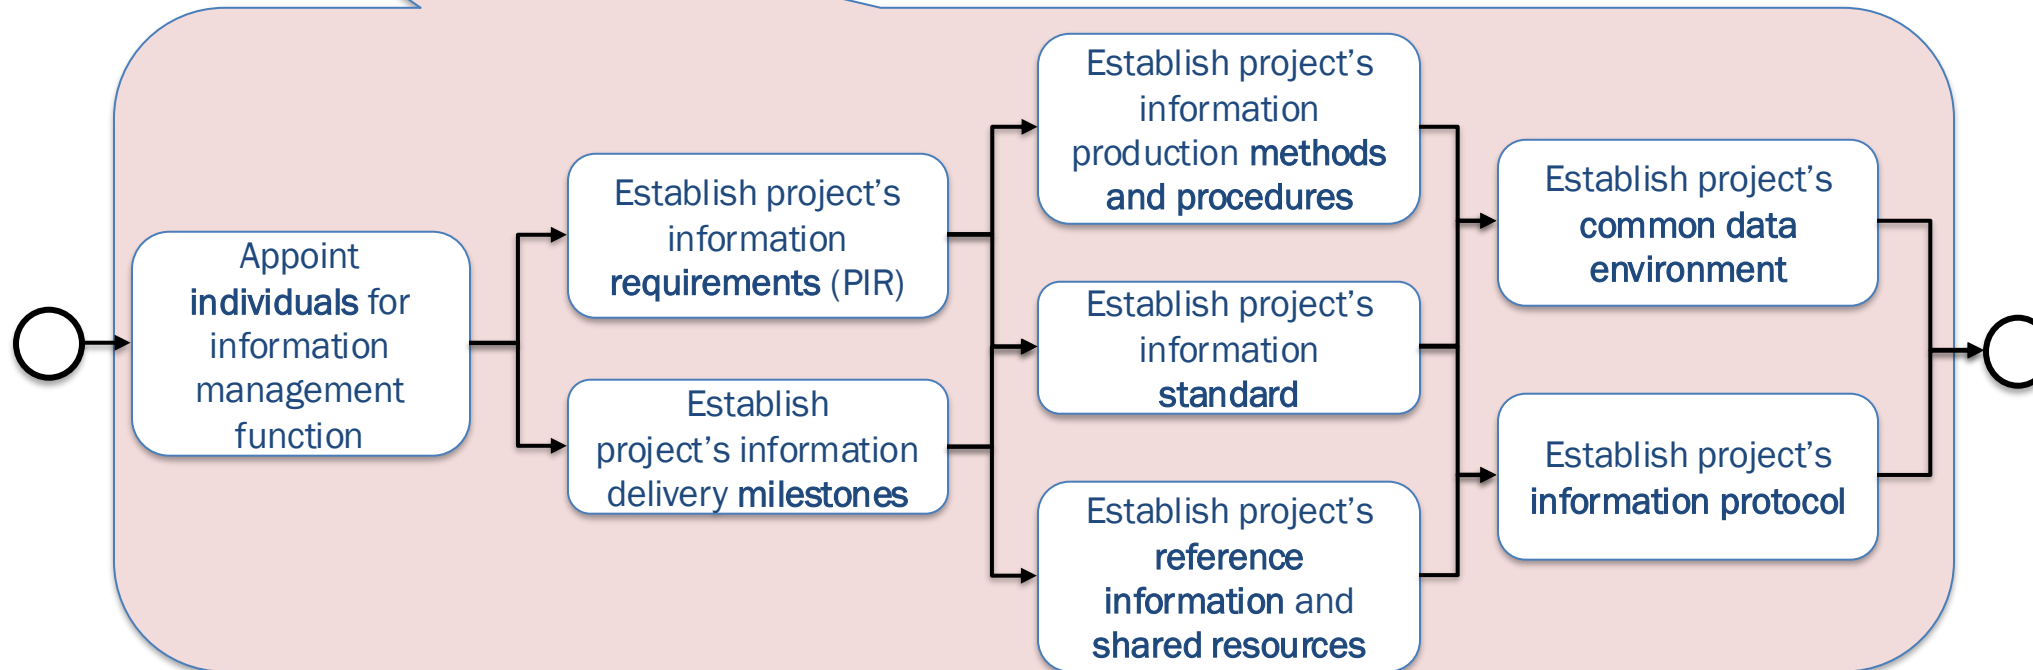 Appoint
individuals for
information
management
function
Establish project’s
information
requirements (PIR)
Establish
project’s information
delivery milestones
Establish project’s
information
production methods
and procedures
Establish project’s
information
standard
Establish project’s
reference
information and
shared resources
Establish project’s
common data
environment
Establish project’s
information protocol